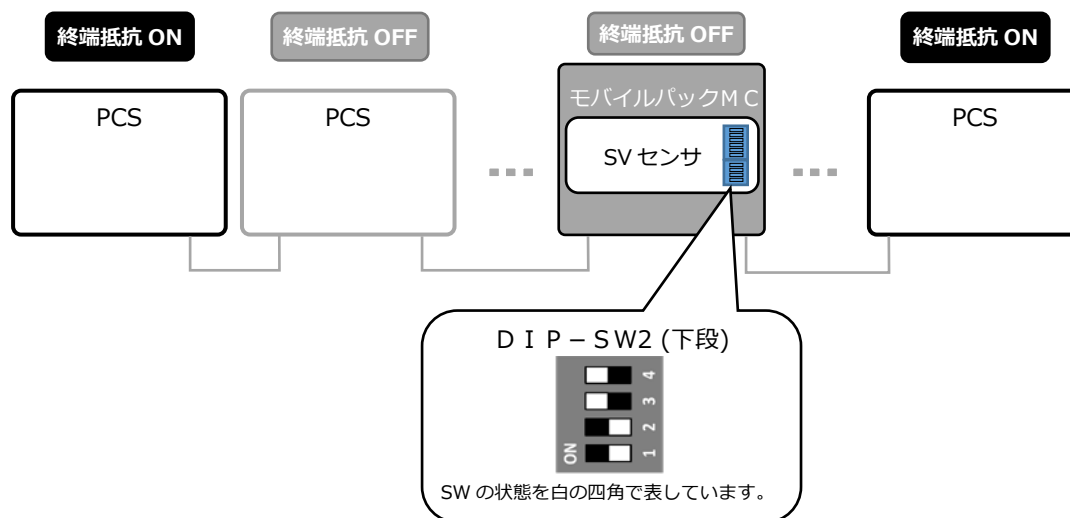 終端抵抗 ON
終端抵抗 OFF
終端抵抗 OFF
終端抵抗 ON
PCS
PCS
モバイルパックＭＣ
SV センサ
PCS
ＤＩＰ－ＳＷ2 (下段)
4
3
2
1
ON
SW の状態を白の四角で表しています。